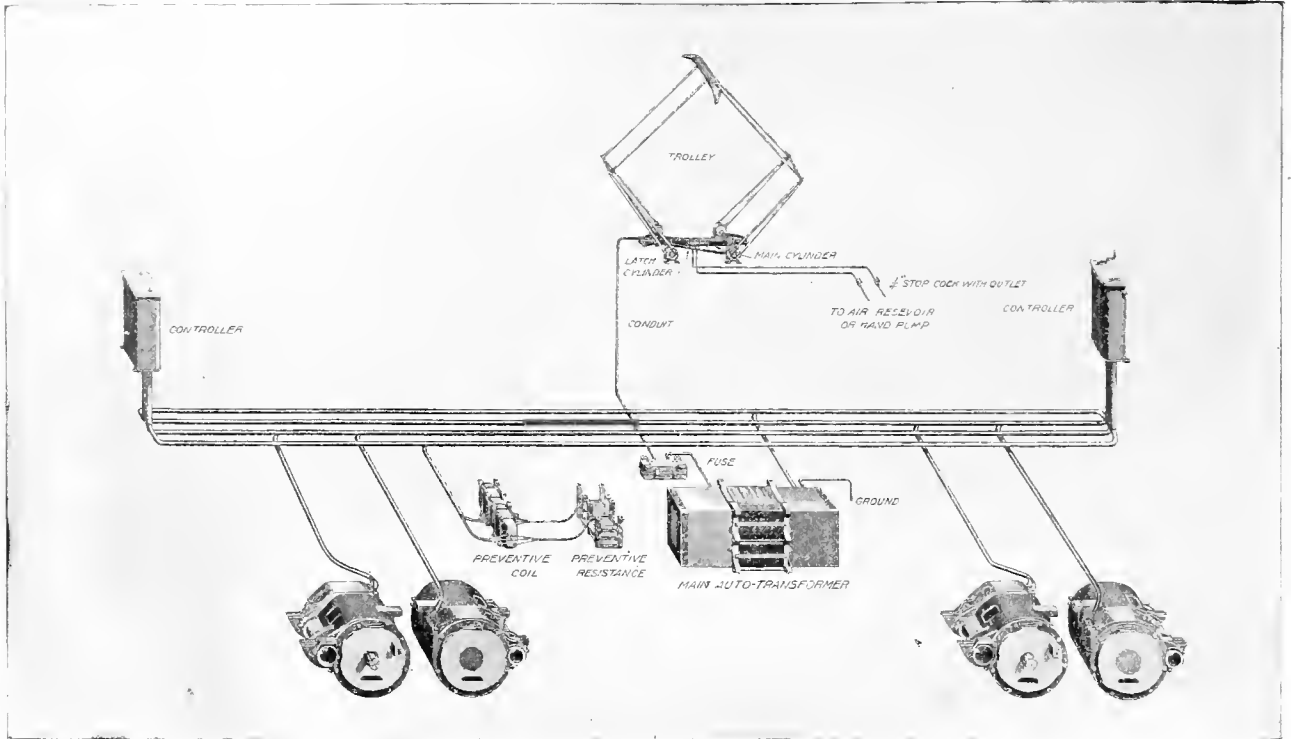 TROLLEY
LATCH
CYLINDER
MAIN CYLINDER
STOP COCK WITH OUTLET
TO AIR RESEVOIR
OR HAND PUMP
CONTROLLER
CONTROLLER
CONDUIT
FUSE
GROUND
PREVENTIVE
COIL
PREVENTIVE
RESISTANCE
MAIN AUTO-TRANSFORMER